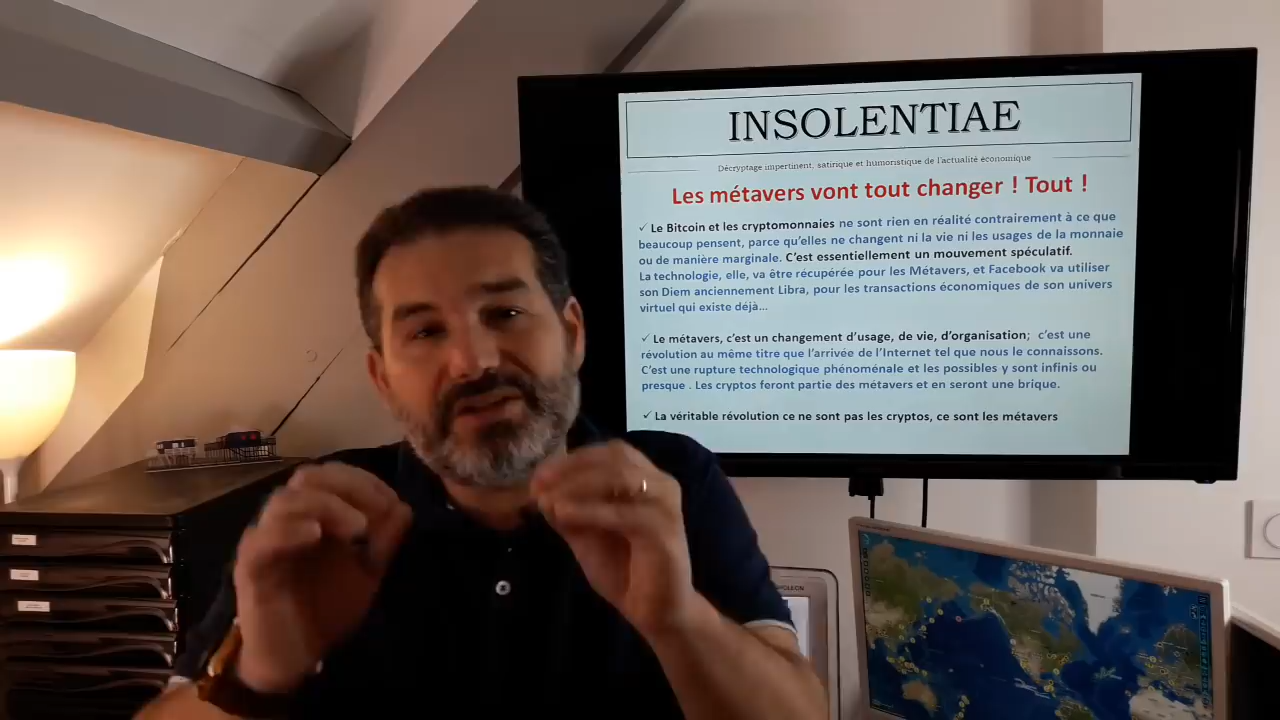 INSOLENTIAE
Décryptage impertinent, satirique et humoristique de l'actualité économique
Les métavers vont tout changer ! Tout !
✓ Le Bitcoin et les cryptomonnaies ne sont rien en réalité contrairement à ce que
beaucoup pensent, parce qu'elles ne changent ni la vie ni les usages de la monnaie
ou de manière marginale. C'est essentiellement un mouvement spéculatif.
La technologie, elle, va être récupérée pour les Métavers, et Facebook va utiliser
son Diem anciennement Libra, pour les transactions économiques de son univers
virtuel qui existe déjà...
✓ Le métavers, c'est un changement d'usage, de vie, d'organisation; c'est une
révolution au même titre que l'arrivée de l'Internet tel que nous le connaissons.
C'est une rupture technologique phénoménale et les possibles y sont infinis ou
presque . Les cryptos feront partie des métavers et en seront une brique.
✓ La véritable révolution ce ne sont pas les cryptos, ce sont les métavers